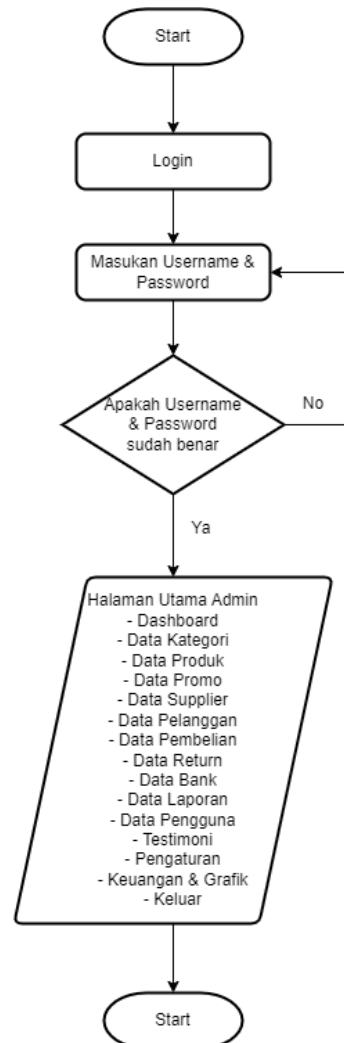 Start
Login
Masukan Username &
Password
Apakah Username
& Password
sudah benar
No
Ya
Halaman Utama Admin
- Dashboard
- Data Kategori
- Data Produk
- Data Promo
- Data Supplier
- Data Pelanggan
- Data Pembelian
- Data Return
- Data Bank
- Data Laporan
- Data Pengguna
- Testimoni
- Pengaturan
- Keuangan & Grafik
- Keluar
Start